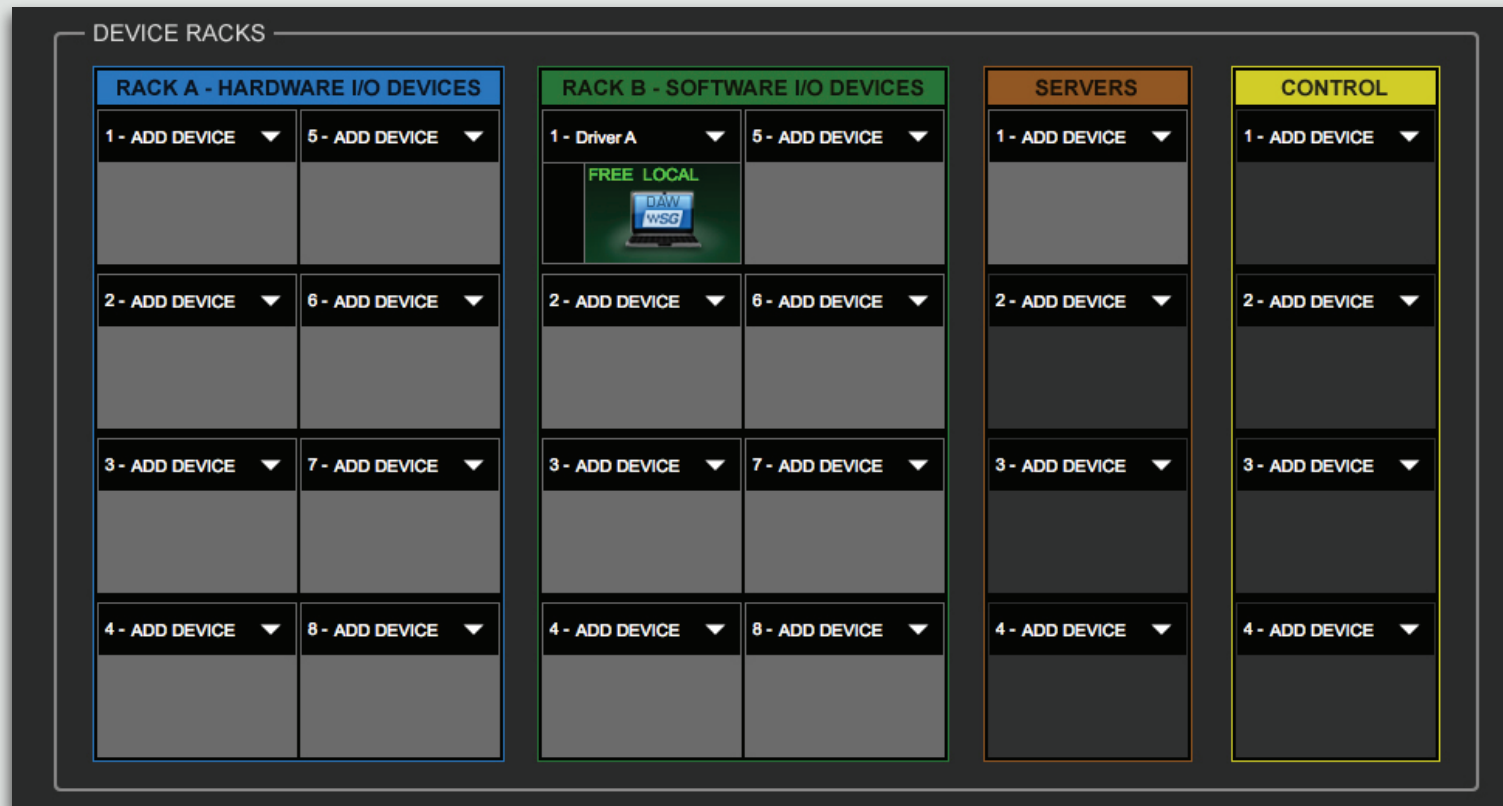 DEVICE RACKS
RACK A - HARDWARE I/O DEVICES
1 - ADD DEVICE
5 - ADD DEVICE
2 - ADD DEVICE
6 - ADD DEVICE
3 - ADD DEVICE
7 - ADD DEVICE
4 - ADD DEVICE
8 - ADD DEVICE
RACK B - SOFTWARE I/O DEVICES
1 - Driver A
5 - ADD DEVICE
FREE LOCAL
DAW
WSG
2 - ADD DEVICE
6 - ADD DEVICE
3 - ADD DEVICE
7 - ADD DEVICE
4 - ADD DEVICE
8 - ADD DEVICE
SERVERS
1 - ADD DEVICE
2 - ADD DEVICE
3 - ADD DEVICE
4 - ADD DEVICE
CONTROL
1 - ADD DEVICE
2 - ADD DEVICE
3 - ADD DEVICE
4 - ADD DEVICE